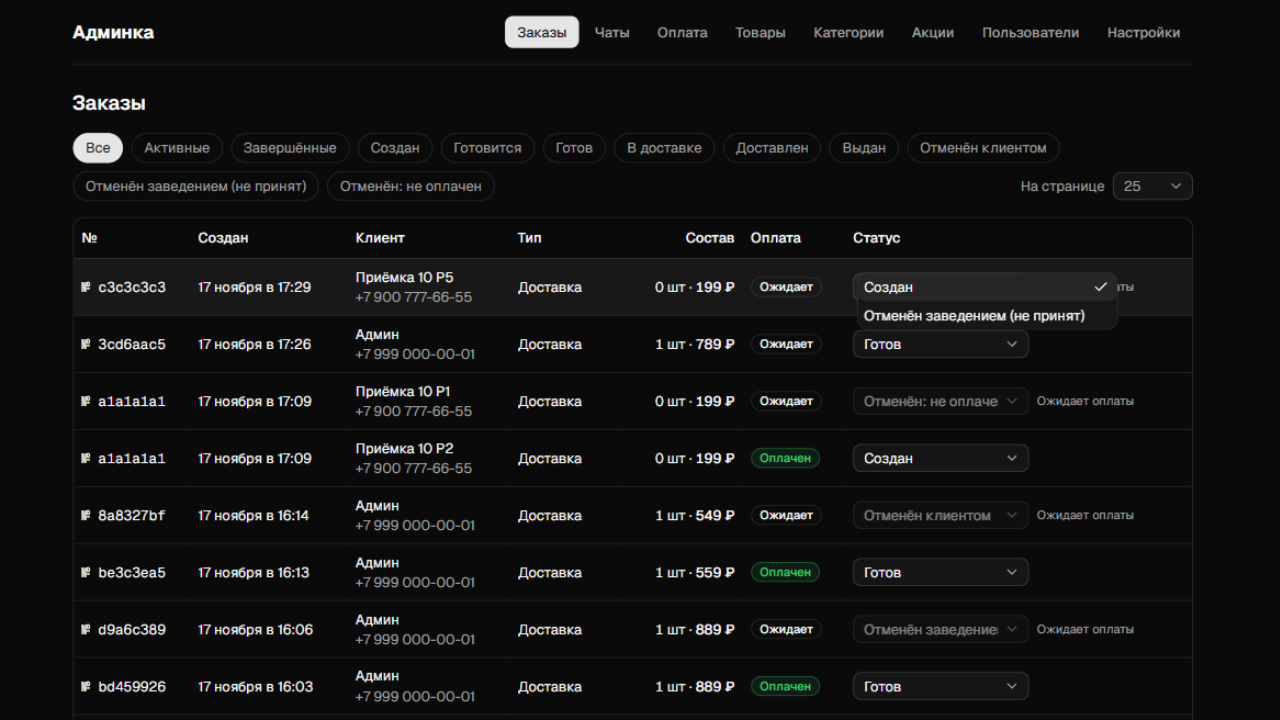 Админка
Заказы Чаты Оплата Товары Категории Акции Пользователи Настройки
Заказы
Все Активные Завершённые Создан Готовится Готов В доставке Доставлен Выдан Отменён клиентом
Отменён заведением (не принят) Отменён: не оплачен На странице 25
№ Создан Клиент Тип Состав Оплата Статус
№ c3c3c3c3 17 ноября в 17:29 Приёмка 10 P5 Доставка 0 шт · 199 ₽ Ожидает Создан
+7 900 777-66-55
Отменён заведением (не принят)
№ 3cd6aac5 17 ноября в 17:26 Админ Доставка 1 шт · 789 ₽ Ожидает Готов
+7 999 000-00-01
№ a1a1a1a1 17 ноября в 17:09 Приёмка 10 P1 Доставка 0 шт · 199 ₽ Ожидает Отменён: не оплаче Ожидает оплаты
+7 900 777-66-55
№ a1a1a1a1 17 ноября в 17:09 Приёмка 10 P2 Доставка 0 шт · 199 ₽ Оплачен Создан
+7 900 777-66-55
№ 8a8327bf 17 ноября в 16:14 Админ Доставка 1 шт · 549 ₽ Ожидает Отменён клиентом Ожидает оплаты
+7 999 000-00-01
№ be3c3ea5 17 ноября в 16:13 Админ Доставка 1 шт · 559 ₽ Оплачен Готов
+7 999 000-00-01
№ d9a6c389 17 ноября в 16:06 Админ Доставка 1 шт · 889 ₽ Ожидает Отменён заведение Ожидает оплаты
+7 999 000-00-01
№ bd459926 17 ноября в 16:03 Админ Доставка 1 шт · 889 ₽ Оплачен Готов
+7 999 000-00-01